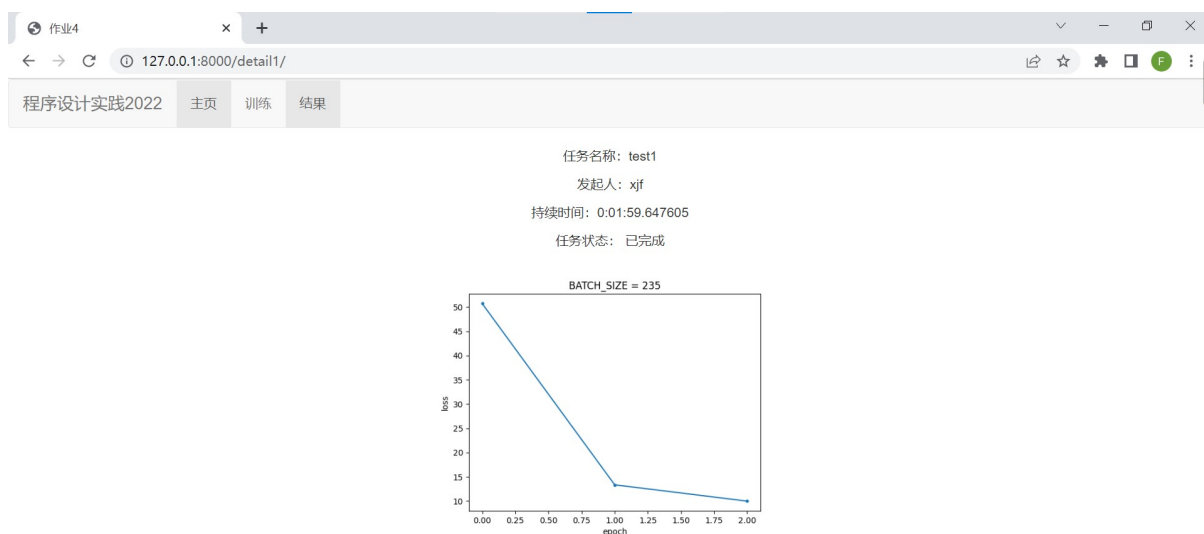 作业4
127.0.0.1:8000/detail1/
F
程序设计实践2022 主页 训练 结果
任务名称：test1
发起人：xjf
持续时间：0:01:59.647605
任务状态： 已完成
BATCH_SIZE = 235
50
45
40
35
30
25
20
15
10
loss
0.00 0.25 0.50 0.75 1.00 1.25 1.50 1.75 2.00
epoch